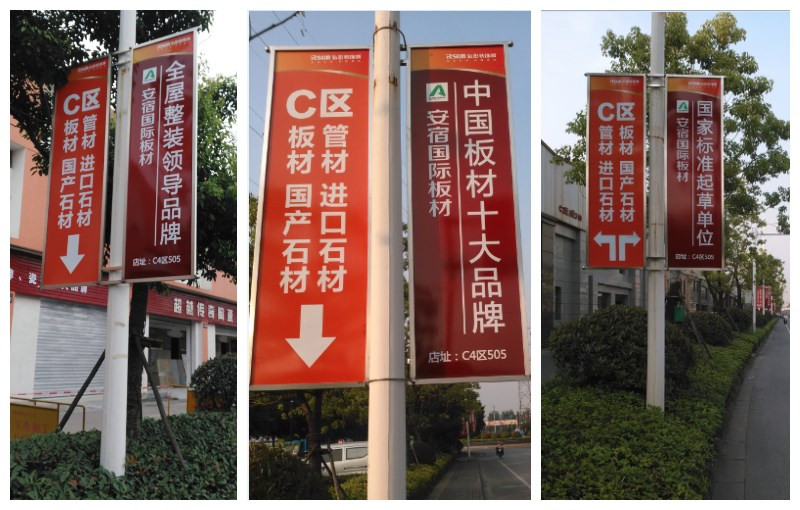 C区
管材 进口石材
板材 国产石材
全屋整装领导品牌
安宿国际板材
店址：C4区505
C区
管材 进口石材
板材 国产石材
中国板材十大品牌
安宿国际板材
店址：C4区505
C区
板材 国产石材
管材 进口石材
国家标准起草单位
安宿国际板材
店址：C4区505